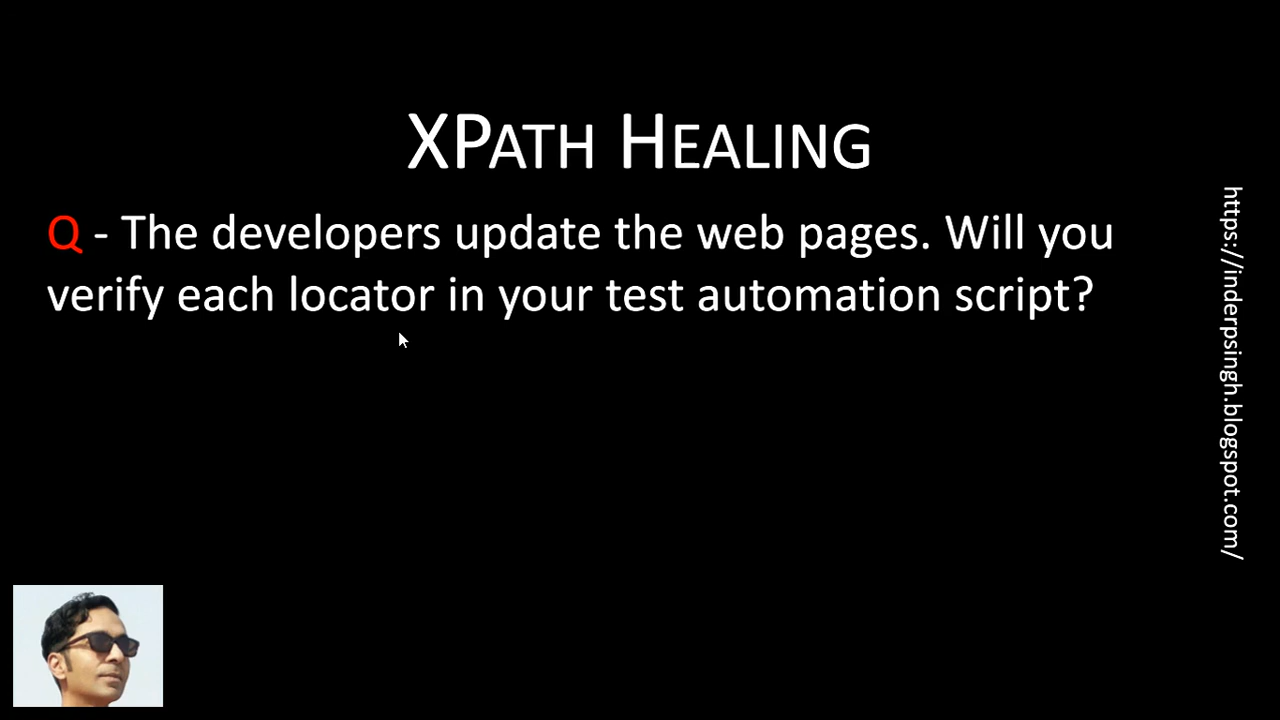 XPATH HEALING
Q - The developers update the web pages. Will you
verify each locator in your test automation script?
https://inderpsingh.blogspot.com/